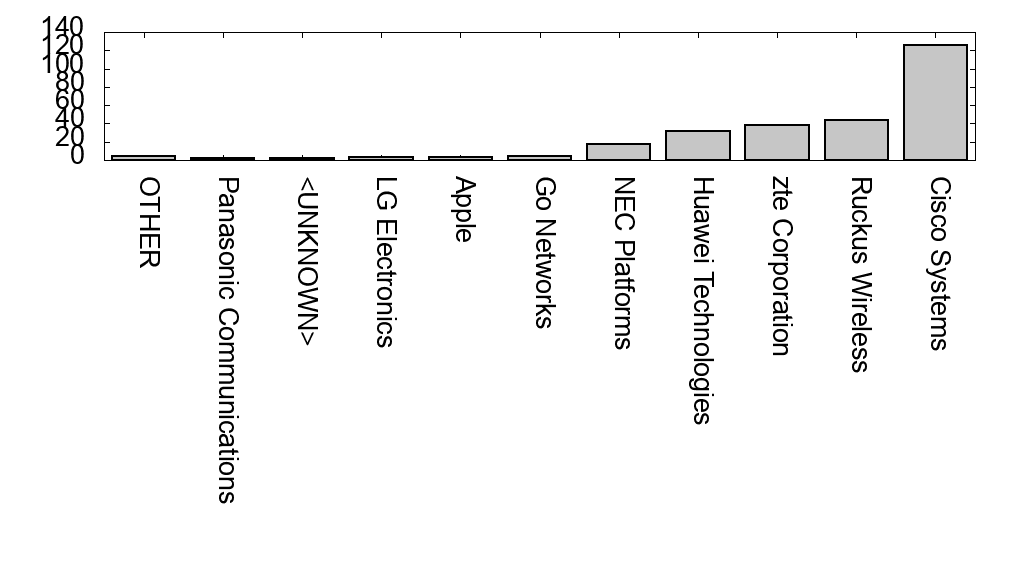 140
120
100
80
60
40
20
0
OTHER
Panasonic Communications
<UNKNOWN>
LG Electronics
Apple
Go Networks
NEC Platforms
Huawei Technologies
zte Corporation
Ruckus Wireless
Cisco Systems